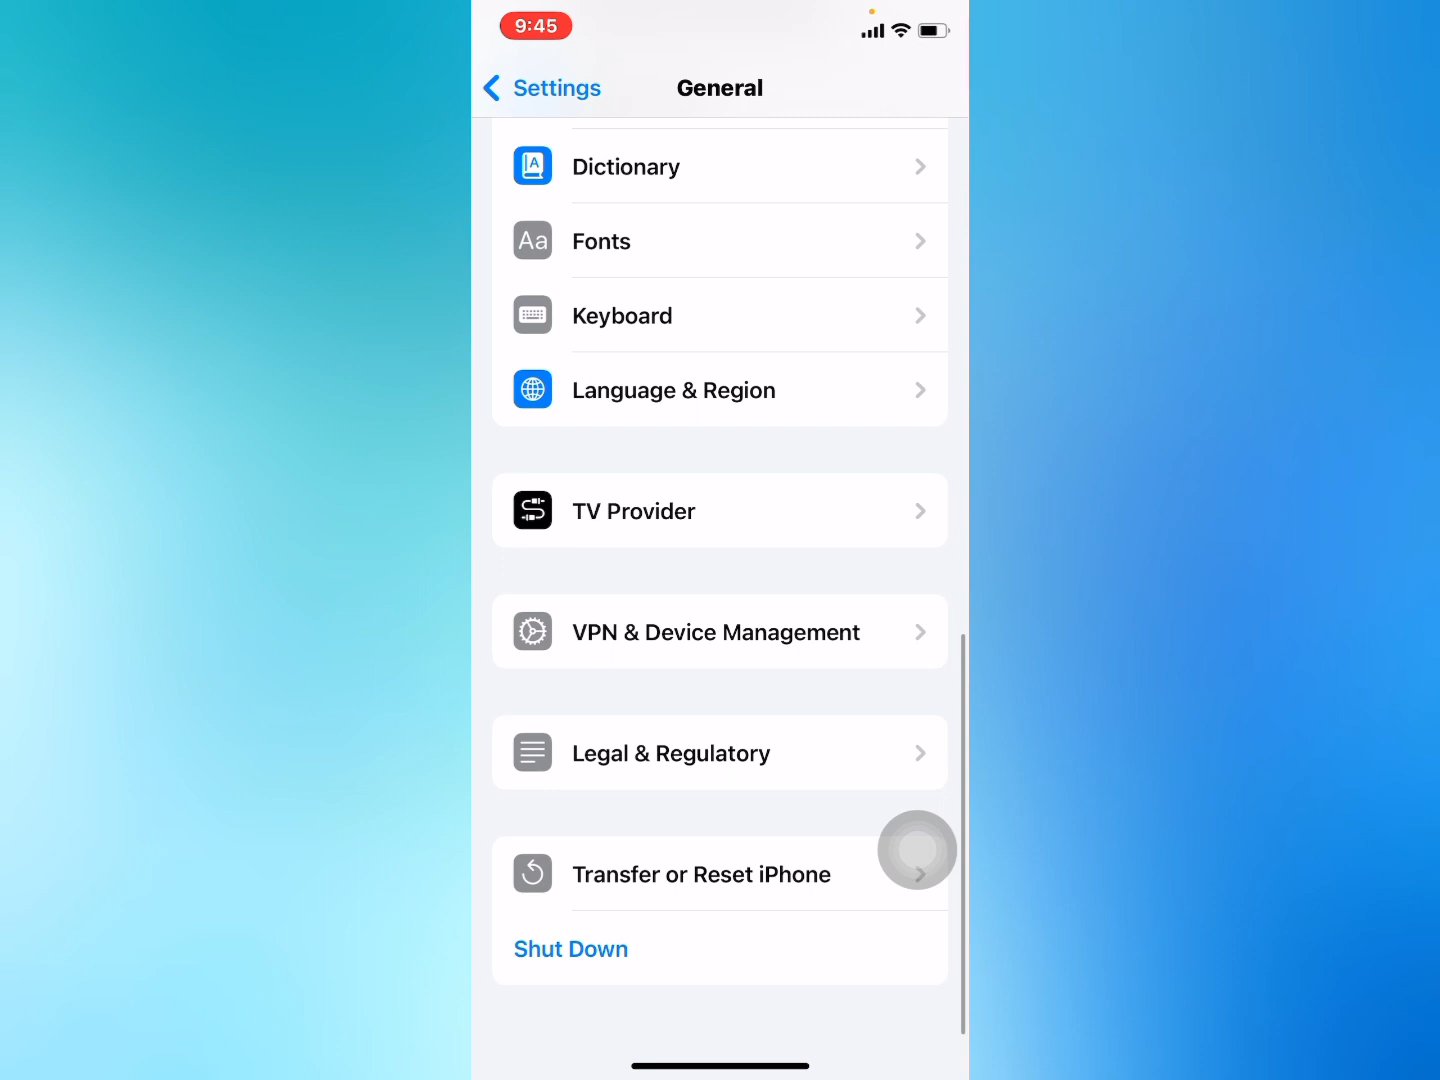 9:45
Settings
General
A
Dictionary
Aa
Fonts
Keyboard
Language & Region
TV Provider
VPN & Device Management
Legal & Regulatory
Transfer or Reset iPhone
Shut Down